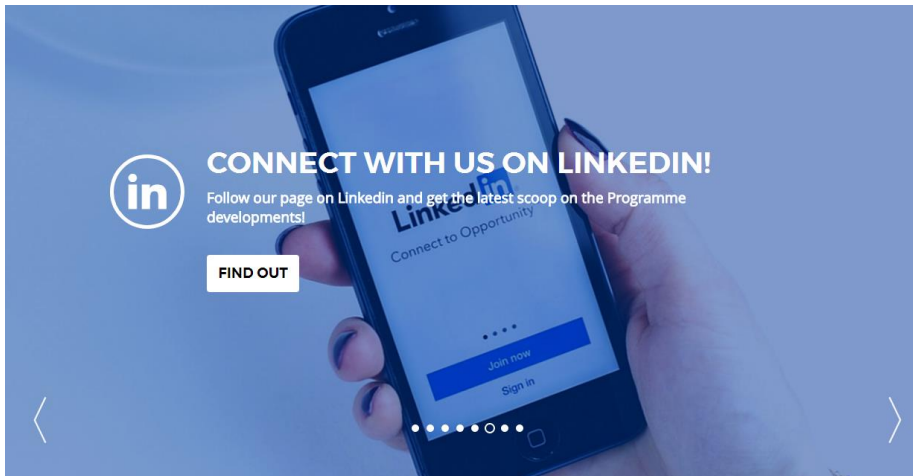 CONNECT WITH US ON LINKEDIN!
in
Follow our page on Linkedin and get the latest scoop on the Programme
developments!
Linkedin
Connect to Opportunity
FIND OUT
Join now
Sign in